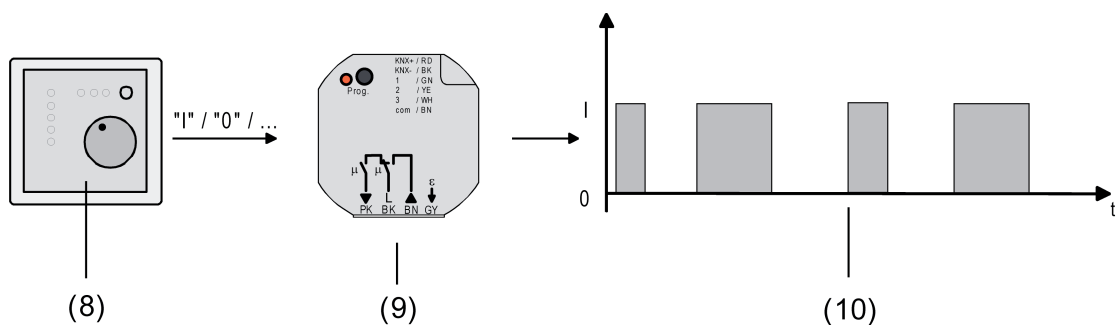 "I" / "0" / ...
KNX+ / RD
KNX- / BK
1 / GN
2 / YE
3 / WH
com / BN
Prog.
µ µ
L
ε
PK BK BN GY
I
0
t
(8)
(9)
(10)